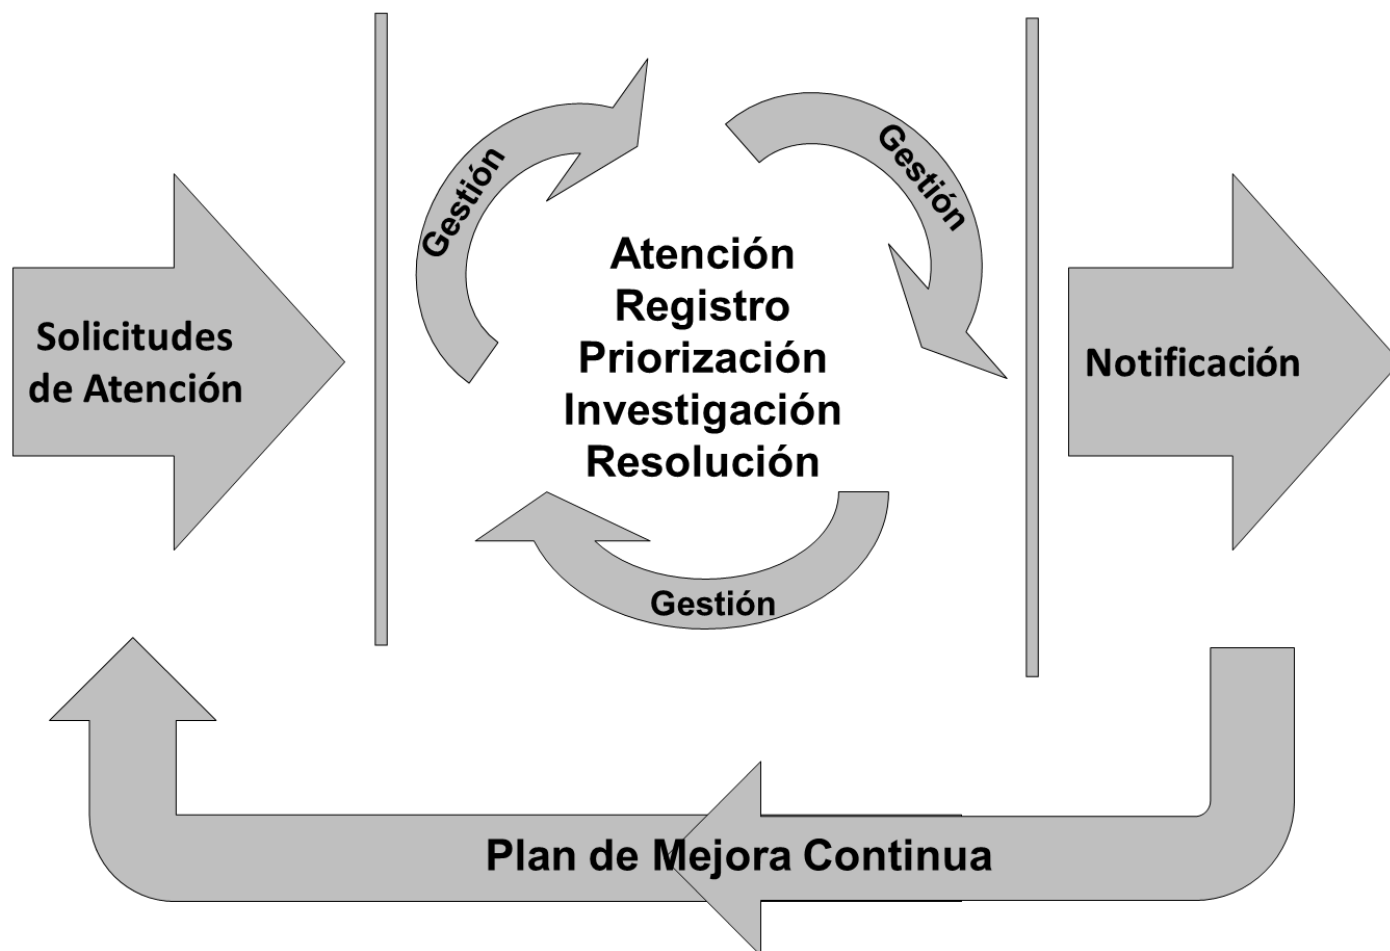 Gestión
Gestión
Atención
Registro
Priorización
Investigación
Resolución
Solicitudes
de Atención
Notificación
Gestión
Plan de Mejora Continua